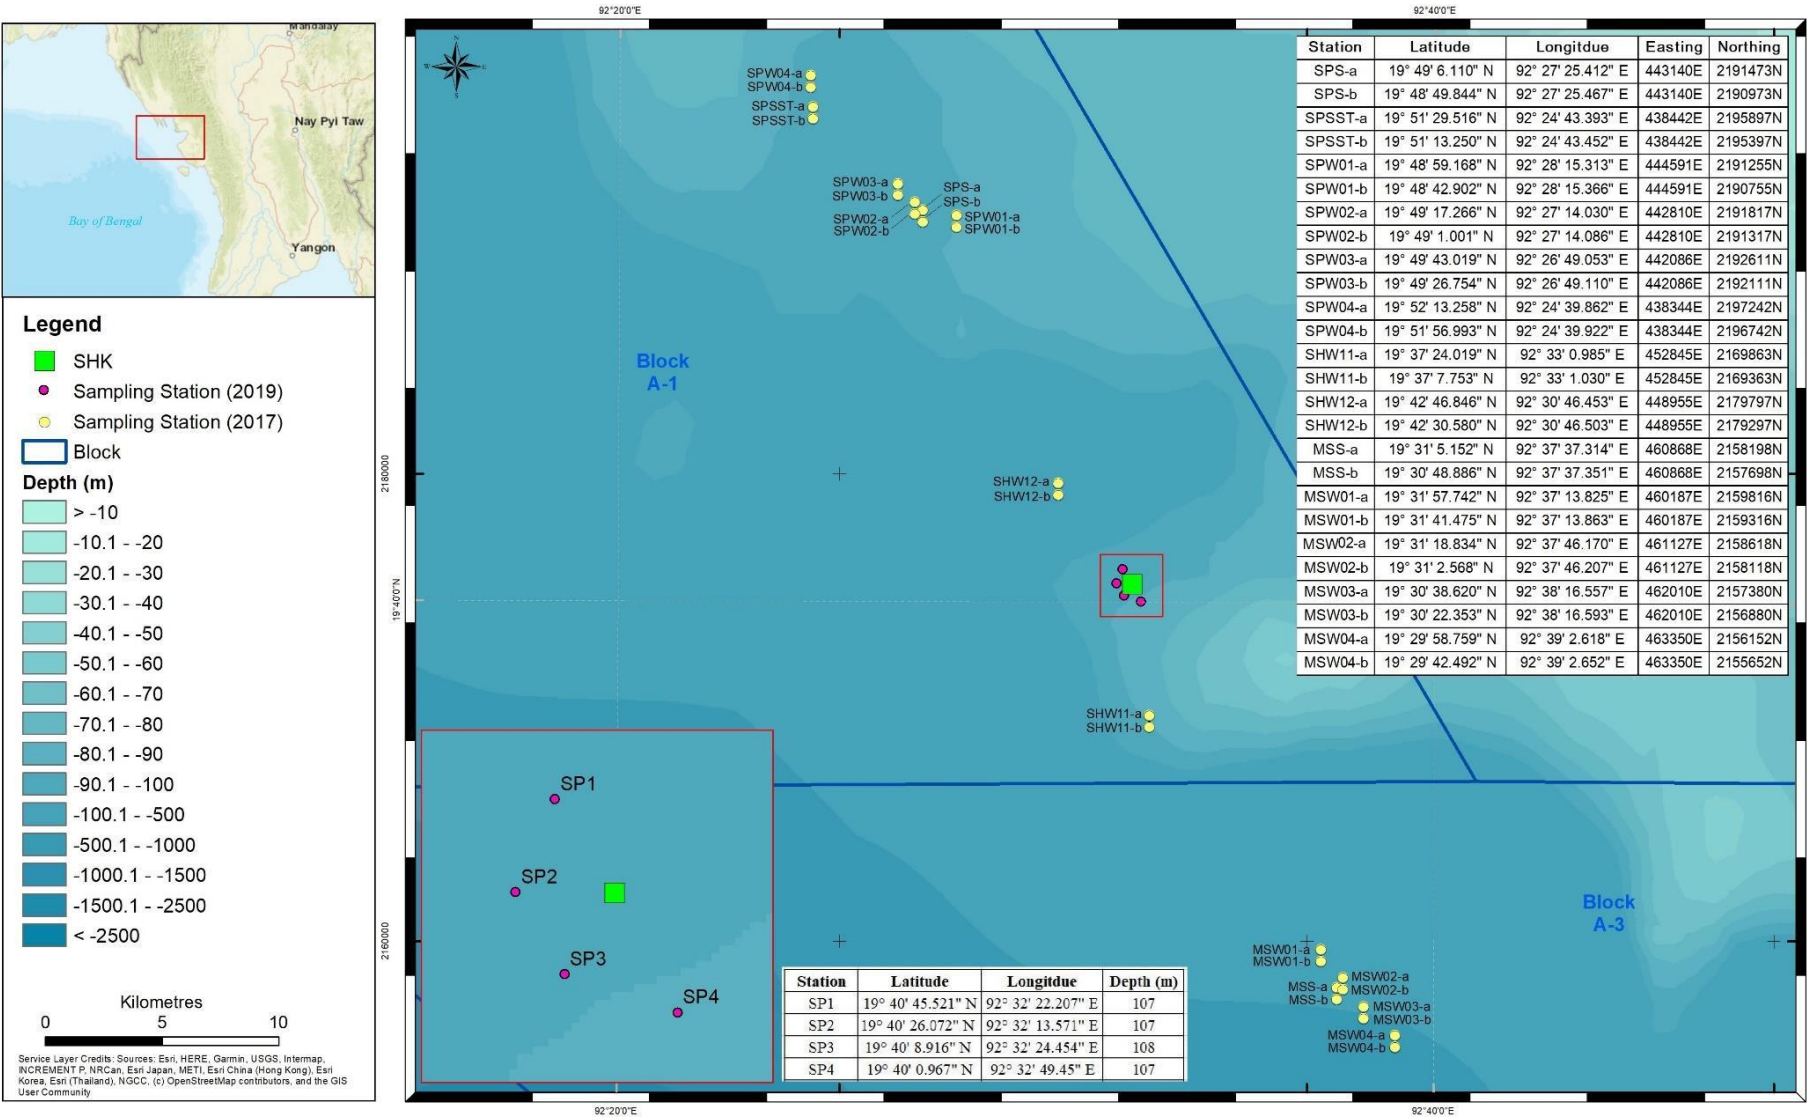 Mandalay
Nay Pyi Taw
Bay of Bengal
Yangon
Legend
SHK
Sampling Station (2019)
Sampling Station (2017)
Block
Depth (m)
> -10
-10.1 - -20
-20.1 - -30
-30.1 - -40
-40.1 - -50
-50.1 - -60
-60.1 - -70
-70.1 - -80
-80.1 - -90
-90.1 - -100
-100.1 - -500
-500.1 - -1000
-1000.1 - -1500
-1500.1 - -2500
< -2500
Kilometres
0 5 10
Service Layer Credits: Sources: Esri, HERE, Garmin, USGS, Intermap,
INCREMENT P, NRCan, Esri Japan, METI, Esri China (Hong Kong), Esri
Korea, Esri (Thailand), NGCC, (c) OpenStreetMap contributors, and the GIS
User Community
92°20'0"E 92°40'0"E
N
W E
S
2180000
19°40'0"N
2160000
SPW04-a
SPW04-b
SPSST-a
SPSST-b
SPW03-a
SPW03-b
SPS-a
SPS-b
SPW02-a
SPW02-b
SPW01-a
SPW01-b
Block
A-1
SHW12-a
SHW12-b
SHW11-a
SHW11-b
Block
A-3
MSW01-a
MSW01-b
MSW02-a
MSW02-b
MSS-a
MSS-b
MSW03-a
MSW03-b
MSW04-a
MSW04-b
Station Latitude Longitdue Easting Northing
SPS-a 19° 49' 6.110" N 92° 27' 25.412" E 443140E 2191473N
SPS-b 19° 48' 49.844" N 92° 27' 25.467" E 443140E 2190973N
SPSST-a 19° 51' 29.516" N 92° 24' 43.393" E 438442E 2195897N
SPSST-b 19° 51' 13.250" N 92° 24' 43.452" E 438442E 2195397N
SPW01-a 19° 48' 59.168" N 92° 28' 15.313" E 444591E 2191255N
SPW01-b 19° 48' 42.902" N 92° 28' 15.366" E 444591E 2190755N
SPW02-a 19° 49' 17.266" N 92° 27' 14.030" E 442810E 2191817N
SPW02-b 19° 49' 1.001" N 92° 27' 14.086" E 442810E 2191317N
SPW03-a 19° 49' 43.019" N 92° 26' 49.053" E 442086E 2192611N
SPW03-b 19° 49' 26.754" N 92° 26' 49.110" E 442086E 2192111N
SPW04-a 19° 52' 13.258" N 92° 24' 39.862" E 438344E 2197242N
SPW04-b 19° 51' 56.993" N 92° 24' 39.922" E 438344E 2196742N
SHW11-a 19° 37' 24.019" N 92° 33' 0.985" E 452845E 2169863N
SHW11-b 19° 37' 7.753" N 92° 33' 1.030" E 452845E 2169363N
SHW12-a 19° 42' 46.846" N 92° 30' 46.453" E 448955E 2179797N
SHW12-b 19° 42' 30.580" N 92° 30' 46.503" E 448955E 2179297N
MSS-a 19° 31' 5.152" N 92° 37' 37.314" E 460868E 2158198N
MSS-b 19° 30' 48.886" N 92° 37' 37.351" E 460868E 2157698N
MSW01-a 19° 31' 57.742" N 92° 37' 13.825" E 460187E 2159816N
MSW01-b 19° 31' 41.475" N 92° 37' 13.863" E 460187E 2159316N
MSW02-a 19° 31' 18.834" N 92° 37' 46.170" E 461127E 2158618N
MSW02-b 19° 31' 2.568" N 92° 37' 46.207" E 461127E 2158118N
MSW03-a 19° 30' 38.620" N 92° 38' 16.557" E 462010E 2157380N
MSW03-b 19° 30' 22.353" N 92° 38' 16.593" E 462010E 2156880N
MSW04-a 19° 29' 58.759" N 92° 39' 2.618" E 463350E 2156152N
MSW04-b 19° 29' 42.492" N 92° 39' 2.652" E 463350E 2155652N
SP1
SP2
SP3
SP4
Station Latitude Longitdue Depth (m)
SP1 19° 40' 45.521" N 92° 32' 22.207" E 107
SP2 19° 40' 26.072" N 92° 32' 13.571" E 107
SP3 19° 40' 8.916" N 92° 32' 24.454" E 108
SP4 19° 40' 0.967" N 92° 32' 49.45" E 107
92°20'0"E 92°40'0"E